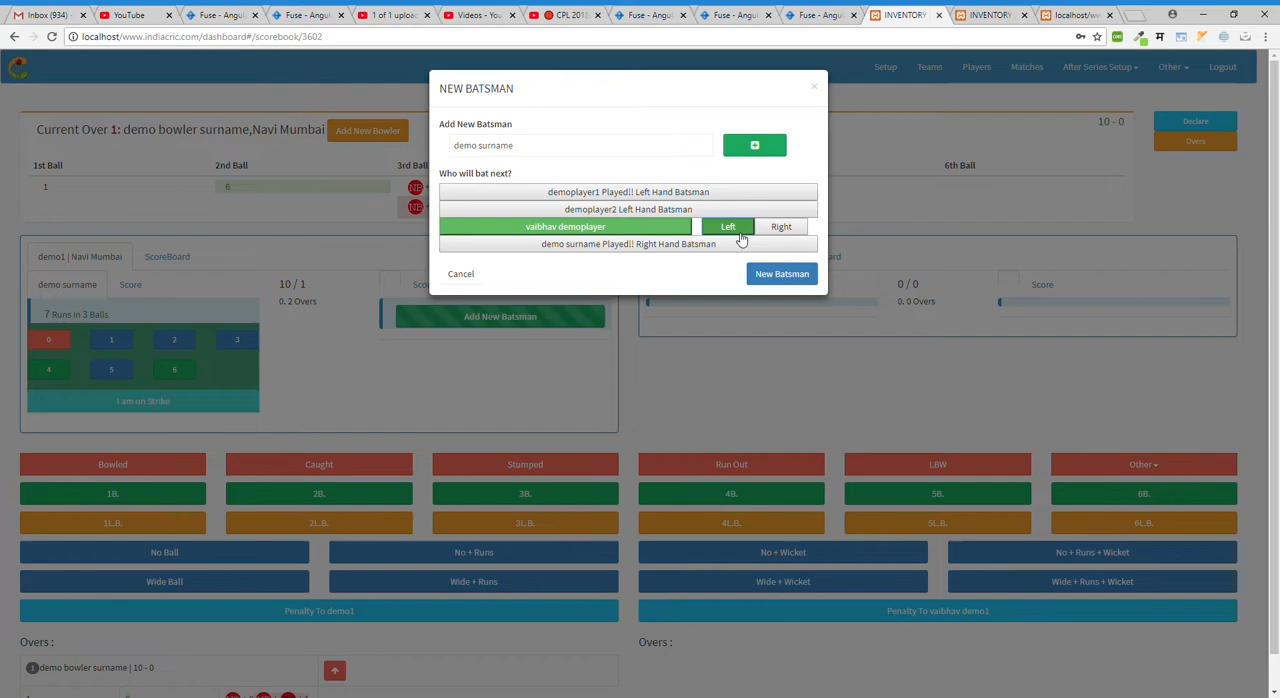 Inbox (934)
YouTube
Fuse - Angul
Fuse - Angul
1 of 1 upload
Videos - You
CPL 2018
Fuse - Angul
Fuse - Angul
Fuse - Angul
INVENTORY
INVENTORY
localhost/ww
localhost/www.indiacric.com/dashboard#/scorebook/3602
Setup
Teams
Players
Matches
After Series Setup
Other
Logout
NEW BATSMAN
×
Add New Batsman
demo surname
Who will bat next?
demoplayer1 Played!! Left Hand Batsman
demoplayer2 Left Hand Batsman
vaibhav demoplayer
Left
Right
demo surname Played!! Right Hand Batsman
Cancel
New Batsman
Current Over 1: demo bowler surname,Navi Mumbai
Add New Bowler
10 - 0
Declare
Overs
1st Ball
2nd Ball
3rd Ball
6th Ball
1
6
NB
NB
demo1 | Navi Mumbai
ScoreBoard
demo surname
Score
10 / 1
0. 2 Overs
7 Runs in 3 Balls
0
1
2
3
4
5
6
I am on Strike
Add New Batsman
0 / 0
0. 0 Overs
Score
Bowled
Caught
Stumped
Run Out
LBW
Other
1B.
2B.
3B.
4B.
5B.
6B.
1L.B.
2L.B.
3L.B.
4L.B.
5L.B.
6L.B.
No Ball
No + Runs
No + Wicket
No + Runs + Wicket
Wide Ball
Wide + Runs
Wide + Wicket
Wide + Runs + Wicket
Penalty To demo1
Penalty To vaibhav demo1
Overs :
Overs :
1 demo bowler surname | 10 - 0